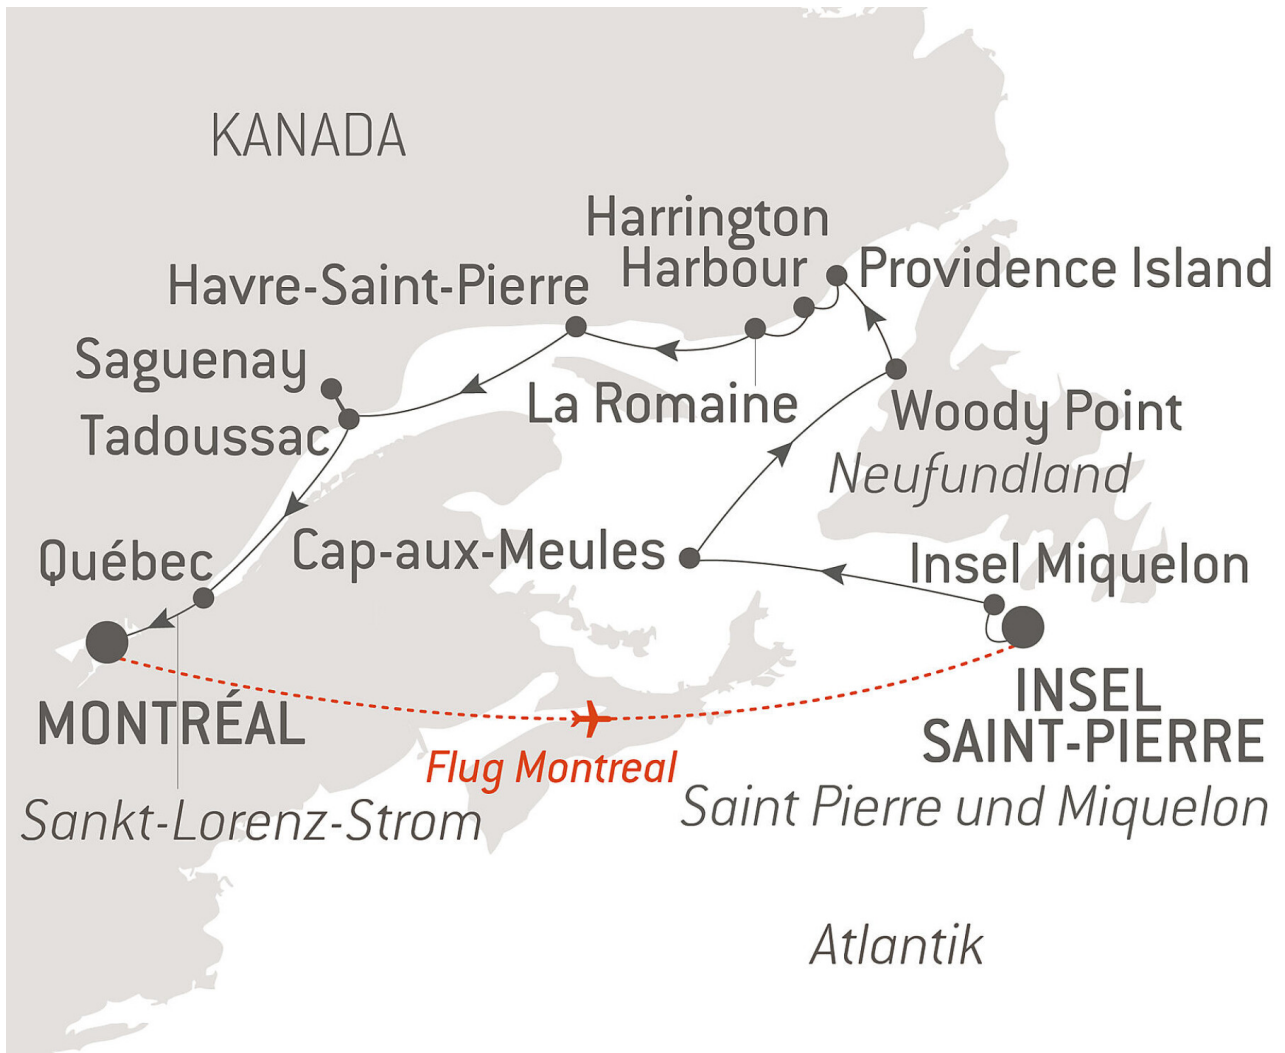 KANADA
Harrington
Harbour
Providence Island
Havre-Saint-Pierre
Saguenay
La Romaine
Woody Point
Tadoussac
Neufundland
Québec
Cap-aux-Meules
Insel Miquelon
MONTRÉAL
INSEL
SAINT-PIERRE
Flug Montreal
Saint Pierre und Miquelon
Sankt-Lorenz-Strom
Atlantik